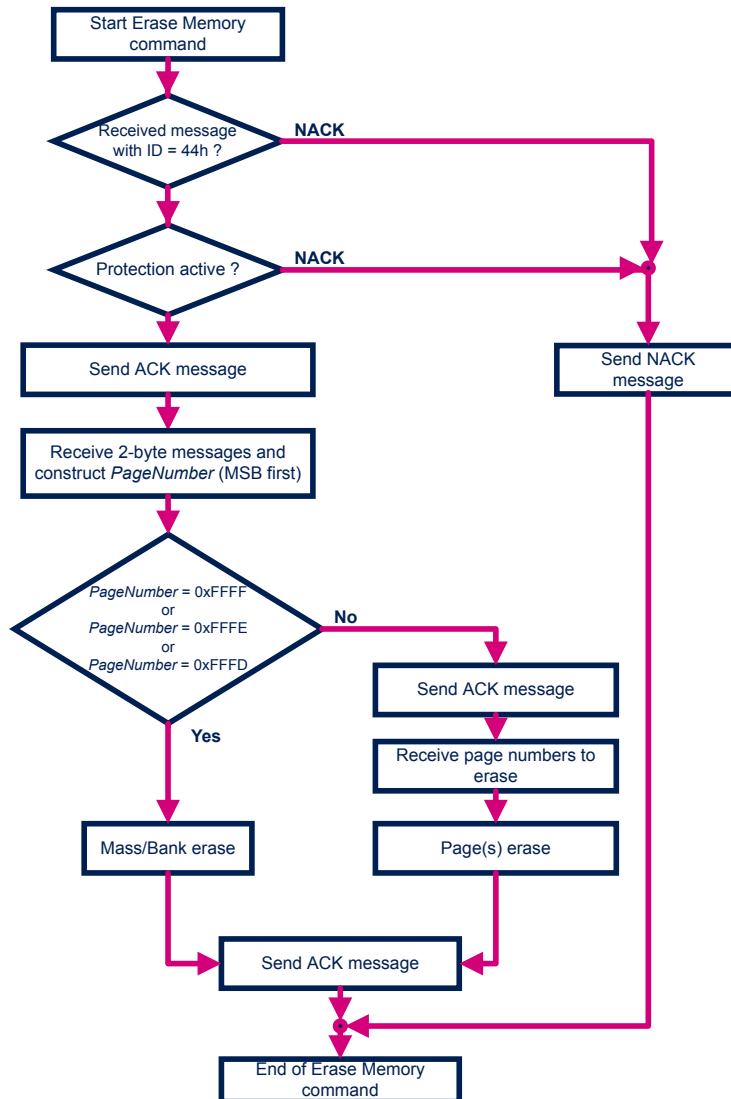 Start Erase Memory
command
Received message
with ID = 44h ?
NACK
Protection active ?
NACK
Send ACK message
Send NACK
message
Receive 2-byte messages and
construct PageNumber (MSB first)
PageNumber = 0xFFFF
or
PageNumber = 0xFFFE
or
PageNumber = 0xFFFD
No
Send ACK message
Yes
Receive page numbers to
erase
Mass/Bank erase
Page(s) erase
Send ACK message
End of Erase Memory
command